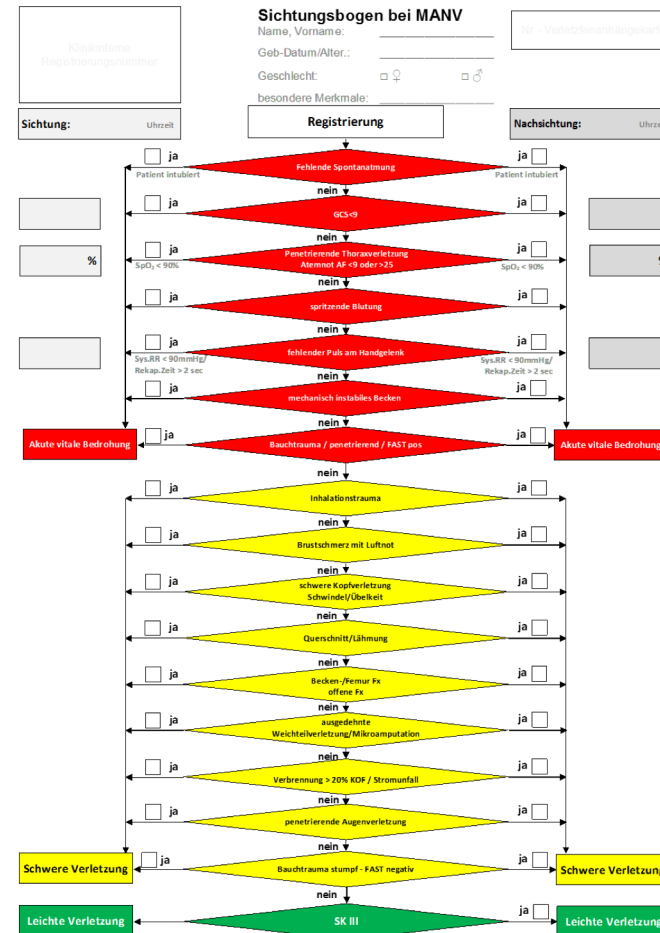 Sichtungsbogen bei MANV
Klinikinterne
Registrierungsnummer
Name, Vorname:
Nr - Verletztenanhängekart
Geb-Datum/Alter.:
Geschlecht: □ ♀ □ ♂
besondere Merkmale:
Sichtung: Uhrzeit
Registrierung
Nachsichtung: Uhrze
ja
Fehlende Spontanatmung
ja
Patient intubiert
Patient intubiert
nein
ja
GCS<9
ja
nein
ja
Penetrierende Thoraxverletzung
Atemnot AF <9 oder >25
ja
%
SpO₂ < 90%
SpO₂ < 90%
nein
ja
spritzende Blutung
ja
nein
ja
fehlender Puls am Handgelenk
ja
Sys.RR < 90mmHg/
Rekap.Zeit > 2 sec
Sys.RR < 90mmHg/
Rekap.Zeit > 2 sec
nein
ja
mechanisch instabiles Becken
ja
nein
Akute vitale Bedrohung
ja
Bauchtrauma / penetrierend / FAST pos
ja
Akute vitale Bedrohung
nein
ja
Inhalationstrauma
ja
nein
ja
Brustschmerz mit Luftnot
ja
nein
ja
schwere Kopfverletzung
Schwindel/Übelkeit
ja
nein
ja
Querschnitt/Lähmung
ja
nein
ja
Becken-/Femur Fx
offene Fx
ja
nein
ja
ausgedehnte
Weichteilverletzung/Mikroamputation
ja
nein
ja
Verbrennung > 20% KOF / Stromunfall
ja
nein
ja
penetrierende Augenverletzung
ja
nein
Schwere Verletzung
ja
Bauchtrauma stumpf - FAST negativ
ja
Schwere Verletzung
nein
Leichte Verletzung
SK III
ja
Leichte Verletzung